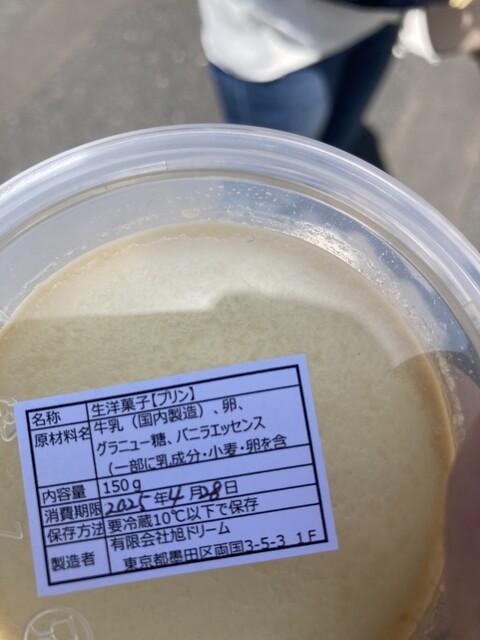 名称 生洋菓子【プリン】
原材料名 牛乳（国内製造）、卵、
グラニュー糖、バニラエッセンス
（一部に乳成分・小麦・卵を含
内容量 150g
消費期限 2025年4月28日
保存方法 要冷蔵10℃以下で保存
製造者 有限会社旭ドリーム
東京都墨田区両国3-5-3 1F